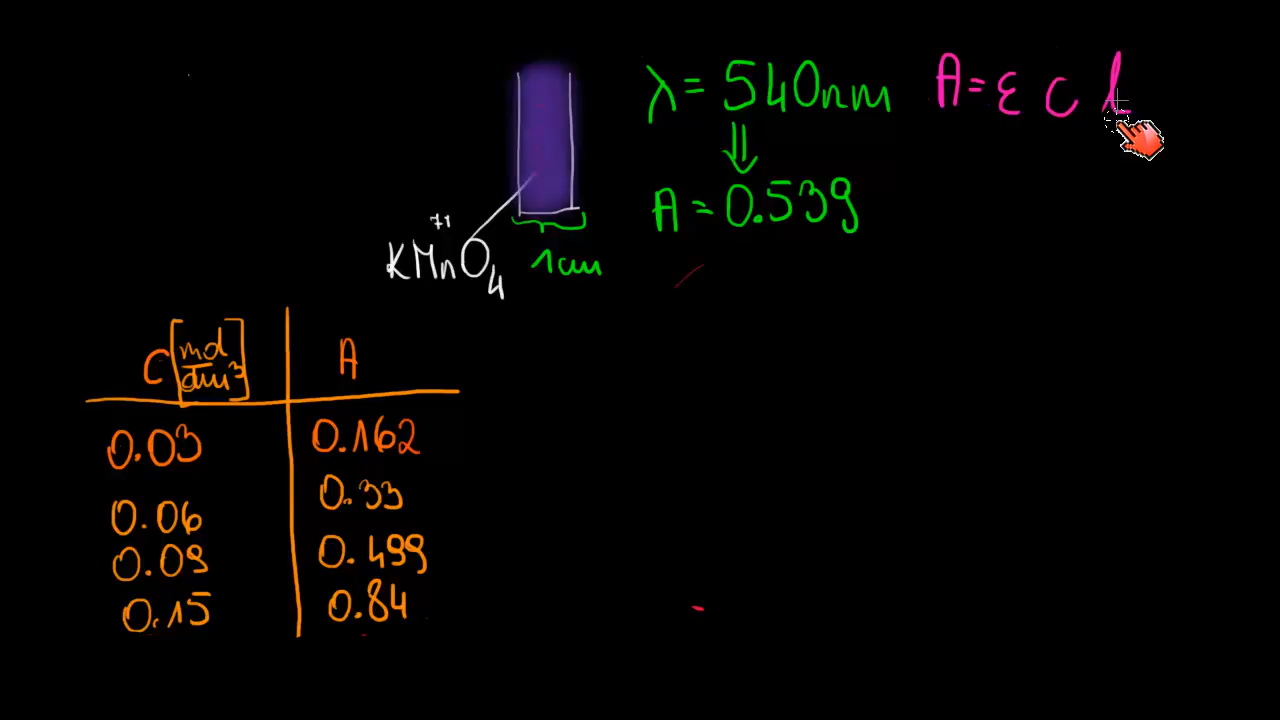 λ = 540nm
A = ε c l
⇓
A = 0.539
7+
KMnO₄
1cm
C [mol/dm³] A
0.03 0.162
0.06 0.33
0.09 0.499
0.15 0.84